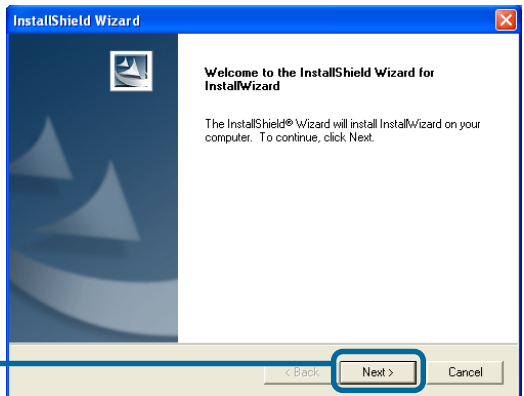 InstallShield Wizard
Welcome to the InstallShield Wizard for
InstallWizard
The InstallShield® Wizard will install InstallWizard on your
computer. To continue, click Next.
< Back Next > Cancel